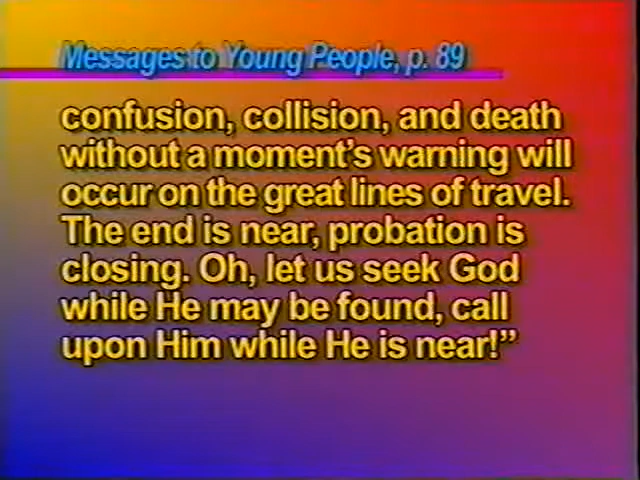 Messages to Young People, p. 89
confusion, collision, and death
without a moment's warning will
occur on the great lines of travel.
The end is near, probation is
closing. Oh, let us seek God
while He may be found, call
upon Him while He is near!”